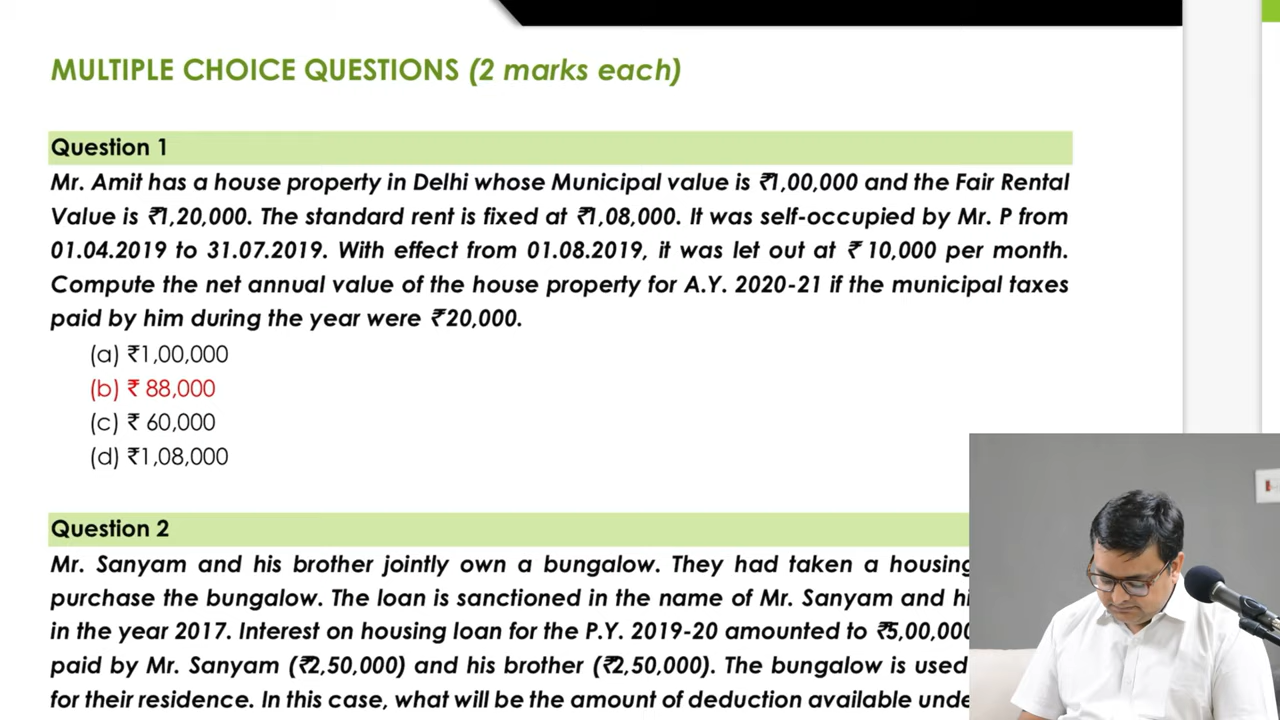 MULTIPLE CHOICE QUESTIONS (2 marks each)
Question 1
Mr. Amit has a house property in Delhi whose Municipal value is ₹1,00,000 and the Fair Rental
Value is ₹1,20,000. The standard rent is fixed at ₹1,08,000. It was self-occupied by Mr. P from
01.04.2019 to 31.07.2019. With effect from 01.08.2019, it was let out at ₹ 10,000 per month.
Compute the net annual value of the house property for A.Y. 2020-21 if the municipal taxes
paid by him during the year were ₹20,000.
(a) ₹1,00,000
(b) ₹ 88,000
(c) ₹ 60,000
(d) ₹1,08,000
Question 2
Mr. Sanyam and his brother jointly own a bungalow. They had taken a housing
purchase the bungalow. The loan is sanctioned in the name of Mr. Sanyam and
in the year 2017. Interest on housing loan for the P.Y. 2019-20 amounted to ₹5,00,000
paid by Mr. Sanyam (₹2,50,000) and his brother (₹2,50,000). The bungalow is used
for their residence. In this case, what will be the amount of deduction available